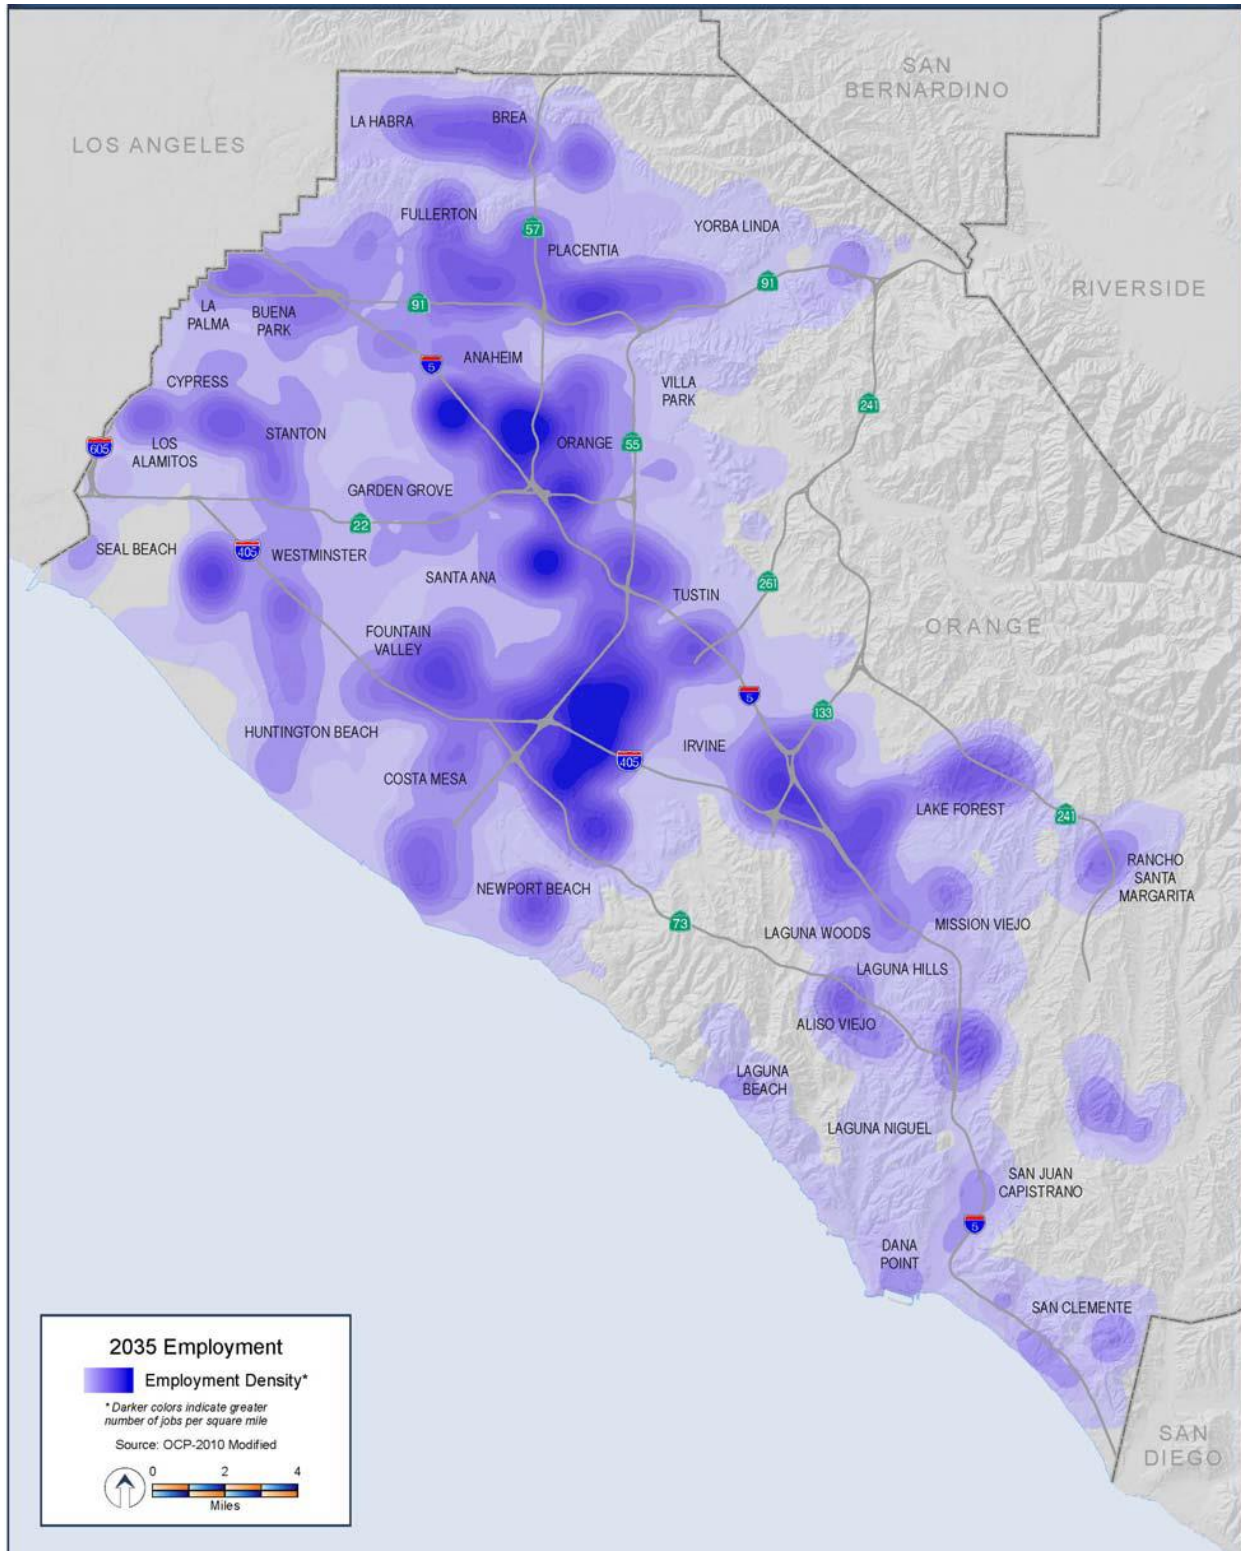 SAN
BERNARDINO
LOS ANGELES
LA HABRA
BREA
FULLERTON
57
YORBA LINDA
PLACENTIA
91
RIVERSIDE
LA
PALMA
BUENA
PARK
91
ANAHEIM
5
CYPRESS
VILLA
PARK
241
STANTON
605
LOS
ALAMITOS
ORANGE
55
GARDEN GROVE
22
SEAL BEACH
405
WESTMINSTER
SANTA ANA
261
TUSTIN
ORANGE
FOUNTAIN
VALLEY
5
133
HUNTINGTON BEACH
IRVINE
405
COSTA MESA
LAKE FOREST
241
RANCHO
SANTA
MARGARITA
NEWPORT BEACH
73
LAGUNA WOODS
MISSION VIEJO
LAGUNA HILLS
ALISO VIEJO
LAGUNA
BEACH
LAGUNA NIGUEL
SAN JUAN
CAPISTRANO
5
DANA
POINT
SAN CLEMENTE
SAN
DIEGO
2035 Employment
Employment Density*
* Darker colors indicate greater
number of jobs per square mile
Source: OCP-2010 Modified
0 2 4
Miles